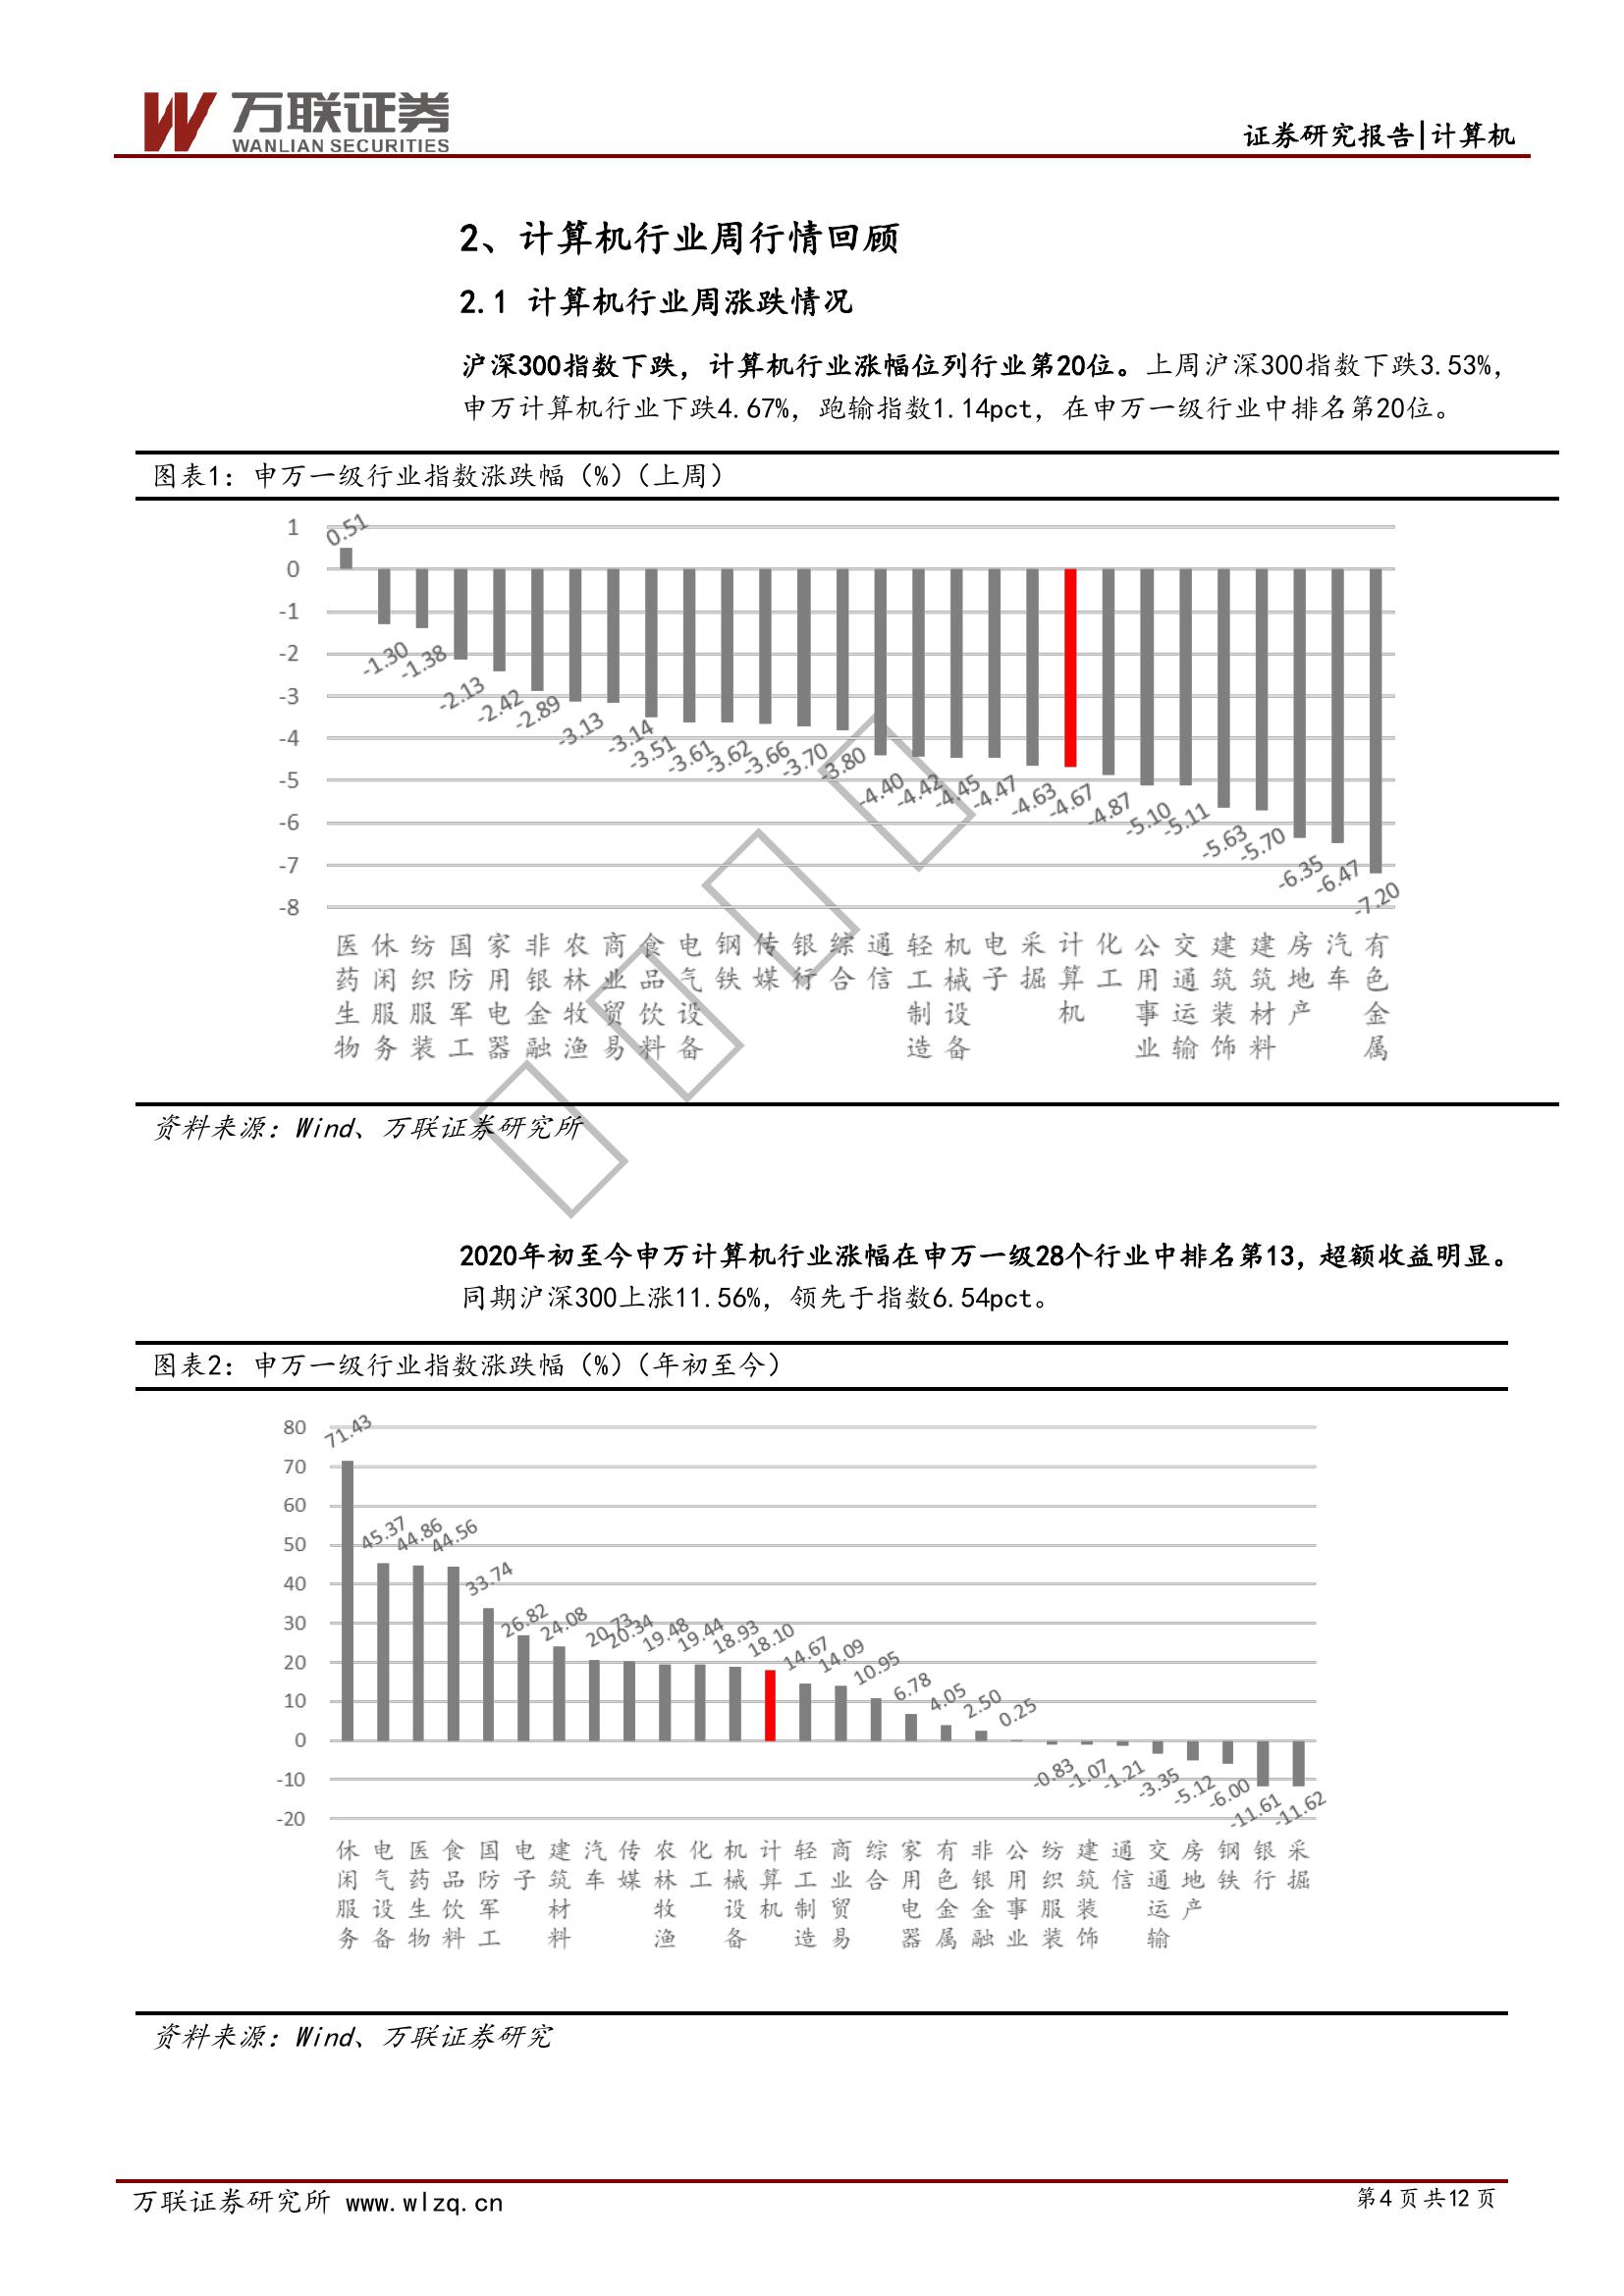 万联证券
WANLIAN SECURITIES
证券研究报告|计算机
2、计算机行业周行情回顾
2.1 计算机行业周涨跌情况
沪深300指数下跌，计算机行业涨幅位列行业第20位。上周沪深300指数下跌3.53%，
申万计算机行业下跌4.67%，跑输指数1.14pct，在申万一级行业中排名第20位。
图表1：申万一级行业指数涨跌幅（%）（上周）
1
0
-1
-2
-3
-4
-5
-6
-7
-8
0.51
-1.30
-1.38
-2.13
-2.42
-2.89
-3.13
-3.14
-3.51
-3.61
-3.62
-3.66
-3.70
-3.80
-4.40
-4.42
-4.45
-4.47
-4.63
-4.67
-4.87
-5.10
-5.11
-5.63
-5.70
-6.35
-6.47
-7.20
医药生物
休闲服务
纺织服装
国防军工
家用电器
非银金融
农林牧渔
商业贸易
食品饮料
电气设备
钢铁
传媒
银行
综合
通信
轻工制造
机械设备
电子
采掘
计算机
化工
公用事业
交通运输
建筑装饰
建筑材料
房地产
汽车
有色金属
资料来源：Wind、万联证券研究所
2020年初至今申万计算机行业涨幅在申万一级28个行业中排名第13，超额收益明显。
同期沪深300上涨11.56%，领先于指数6.54pct。
图表2：申万一级行业指数涨跌幅（%）（年初至今）
80
70
60
50
40
30
20
10
0
-10
-20
71.43
45.37
44.86
44.56
33.74
26.82
24.08
20.73
20.34
19.48
19.44
18.93
18.10
14.67
14.09
10.95
6.78
4.05
2.50
0.25
-0.83
-1.07
-1.21
-3.35
-5.12
-6.00
-11.61
-11.62
休闲服务
电气设备
医药生物
食品饮料
国防军工
电子
建筑材料
汽车
传媒
农林牧渔
化工
机械设备
计算机
轻工制造
商业贸易
综合
家用电器
有色金属
非银金融
公用事业
纺织服装
建筑装饰
通信
交通运输
房地产
钢铁
银行
采掘
资料来源：Wind、万联证券研究
万联证券研究所 www.wlzq.cn
第4页共12页